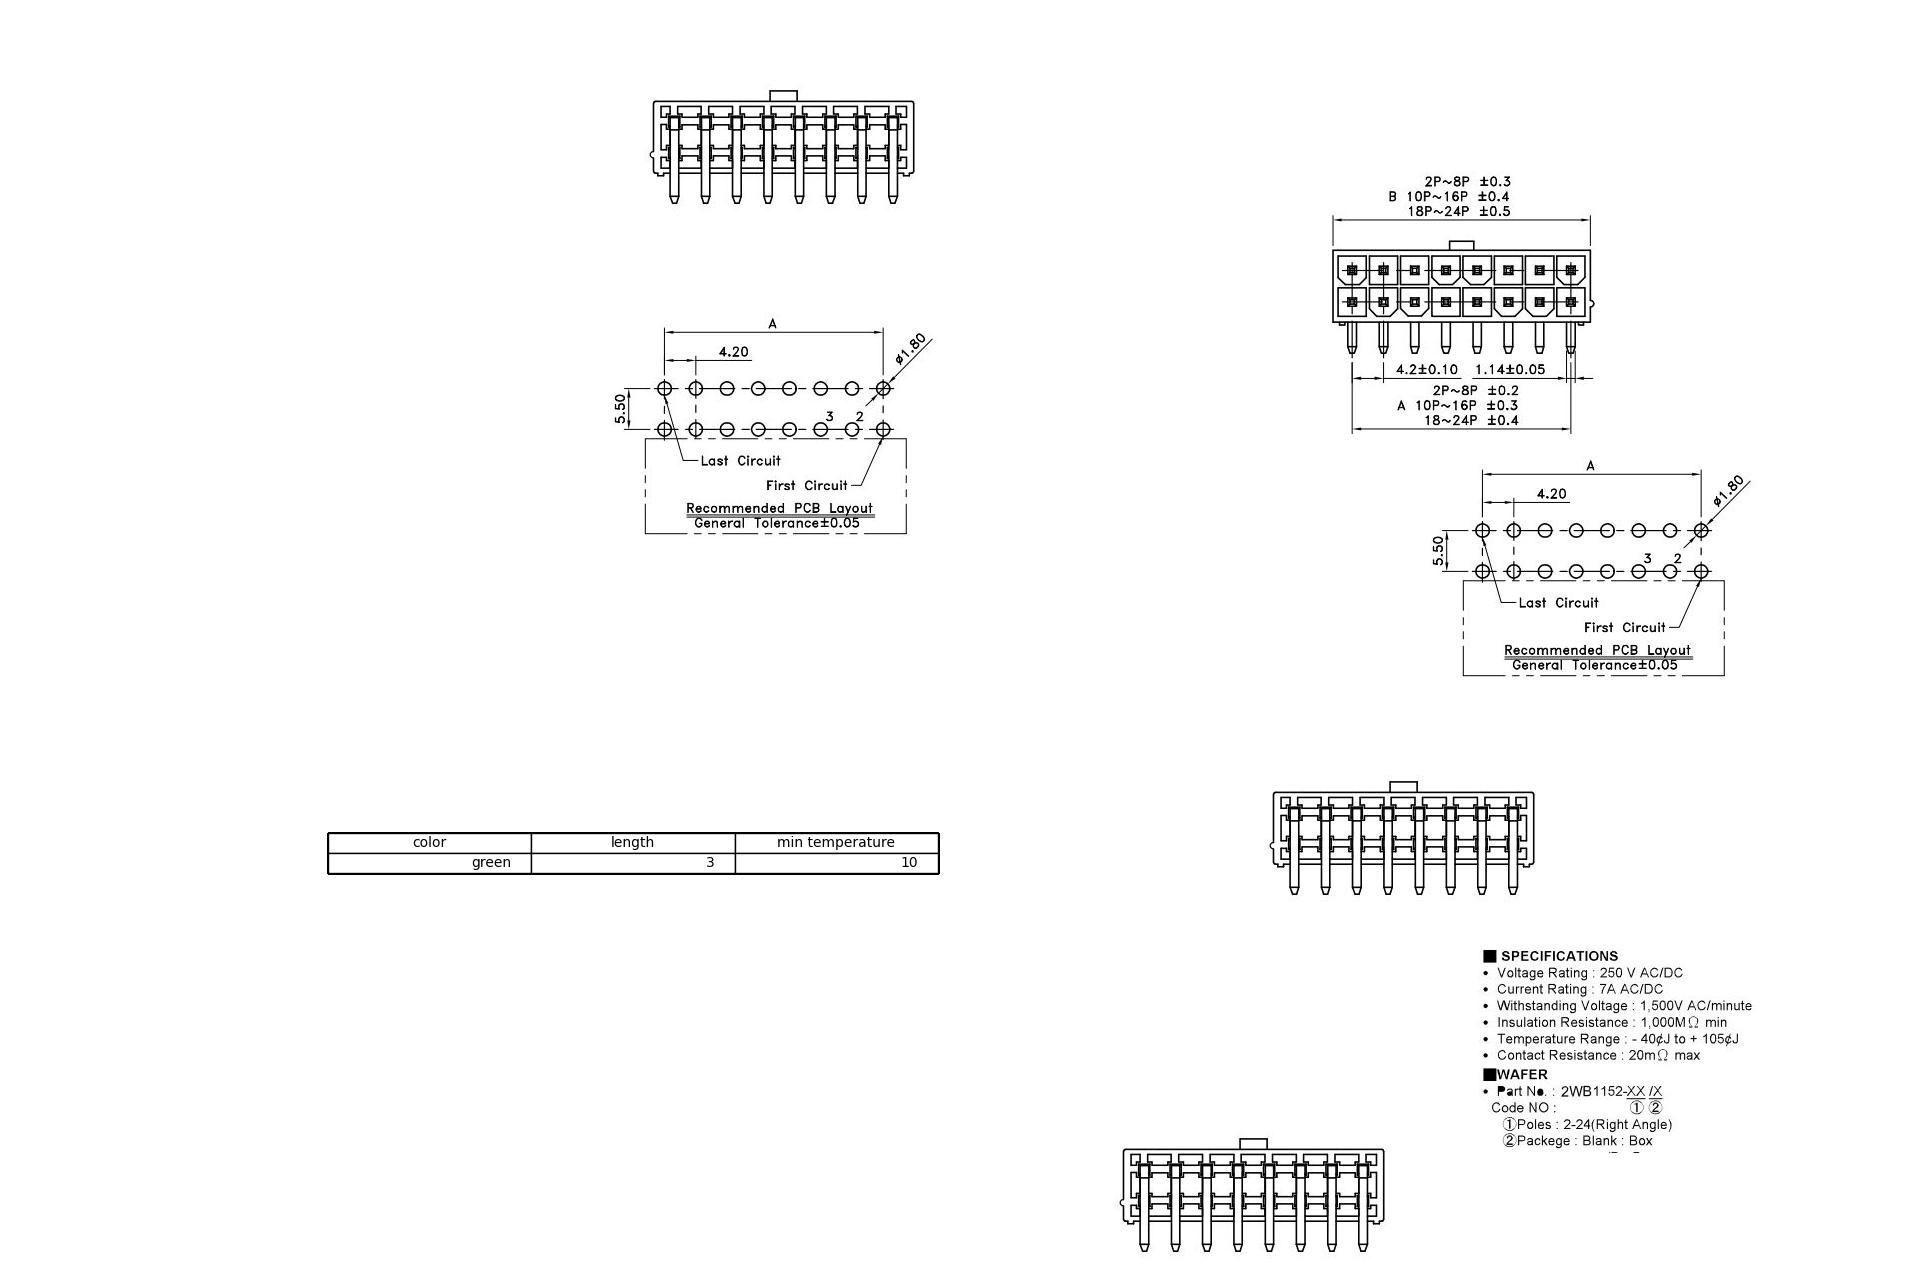 2P~8P ±0.3
B 10P~16P ±0.4
18P~24P ±0.5
A
4.20
ø1.80
5.50
3 2
Last Circuit
First Circuit
Recommended PCB Layout
General Tolerance±0.05
4.2±0.10 1.14±0.05
2P~8P ±0.2
A 10P~16P ±0.3
18~24P ±0.4
A
4.20
ø1.80
5.50
3 2
Last Circuit
First Circuit
Recommended PCB Layout
General Tolerance±0.05
color length min temperature
green 3 10
■ SPECIFICATIONS
• Voltage Rating : 250 V AC/DC
• Current Rating : 7A AC/DC
• Withstanding Voltage : 1,500V AC/minute
• Insulation Resistance : 1,000MΩ min
• Temperature Range : - 40¢J to + 105¢J
• Contact Resistance : 20mΩ max
■WAFER
• Part No. : 2WB1152-XX /X
Code NO : ① ②
①Poles : 2-24(Right Angle)
②Packege : Blank : Box